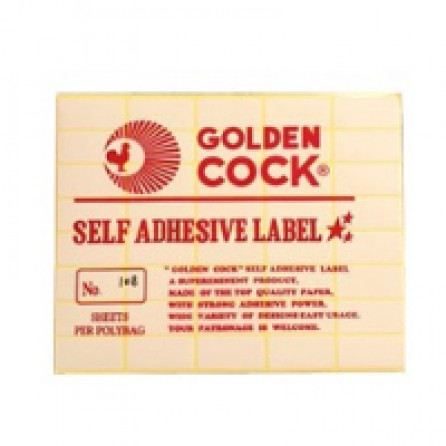 GOLDEN
COCK®
SELF ADHESIVE LABEL
No. 108
SHEETS
PER POLYBAG
"GOLDEN COCK" SELF ADHESIVE LABEL
A SUPEREMINENT PRODUCT,
MADE OF THE TOP QUALITY PAPER,
WITH STRONG ADHESIVE POWER,
WIDE VARIETY OF DESIGNS EASY USAGE.
YOUR PATRONAGE IS WELCOME.